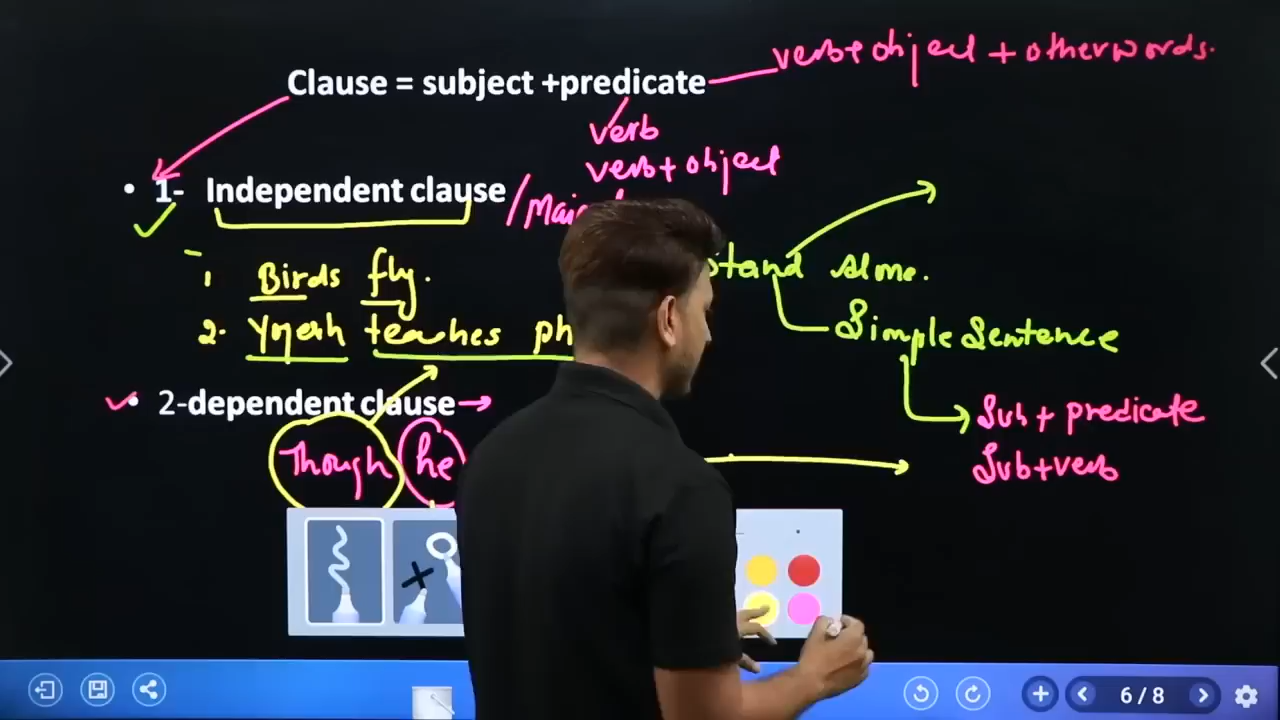 verb+object + otherwords.
Clause = subject +predicate
verb
verb+ object
• 1- Independent clause /
stand alone.
1 Birds fly.
2. Yogesh teaches
Simple Sentence
• 2-dependent clause
Sub + predicate
Though he
Sub+verb
6 / 8